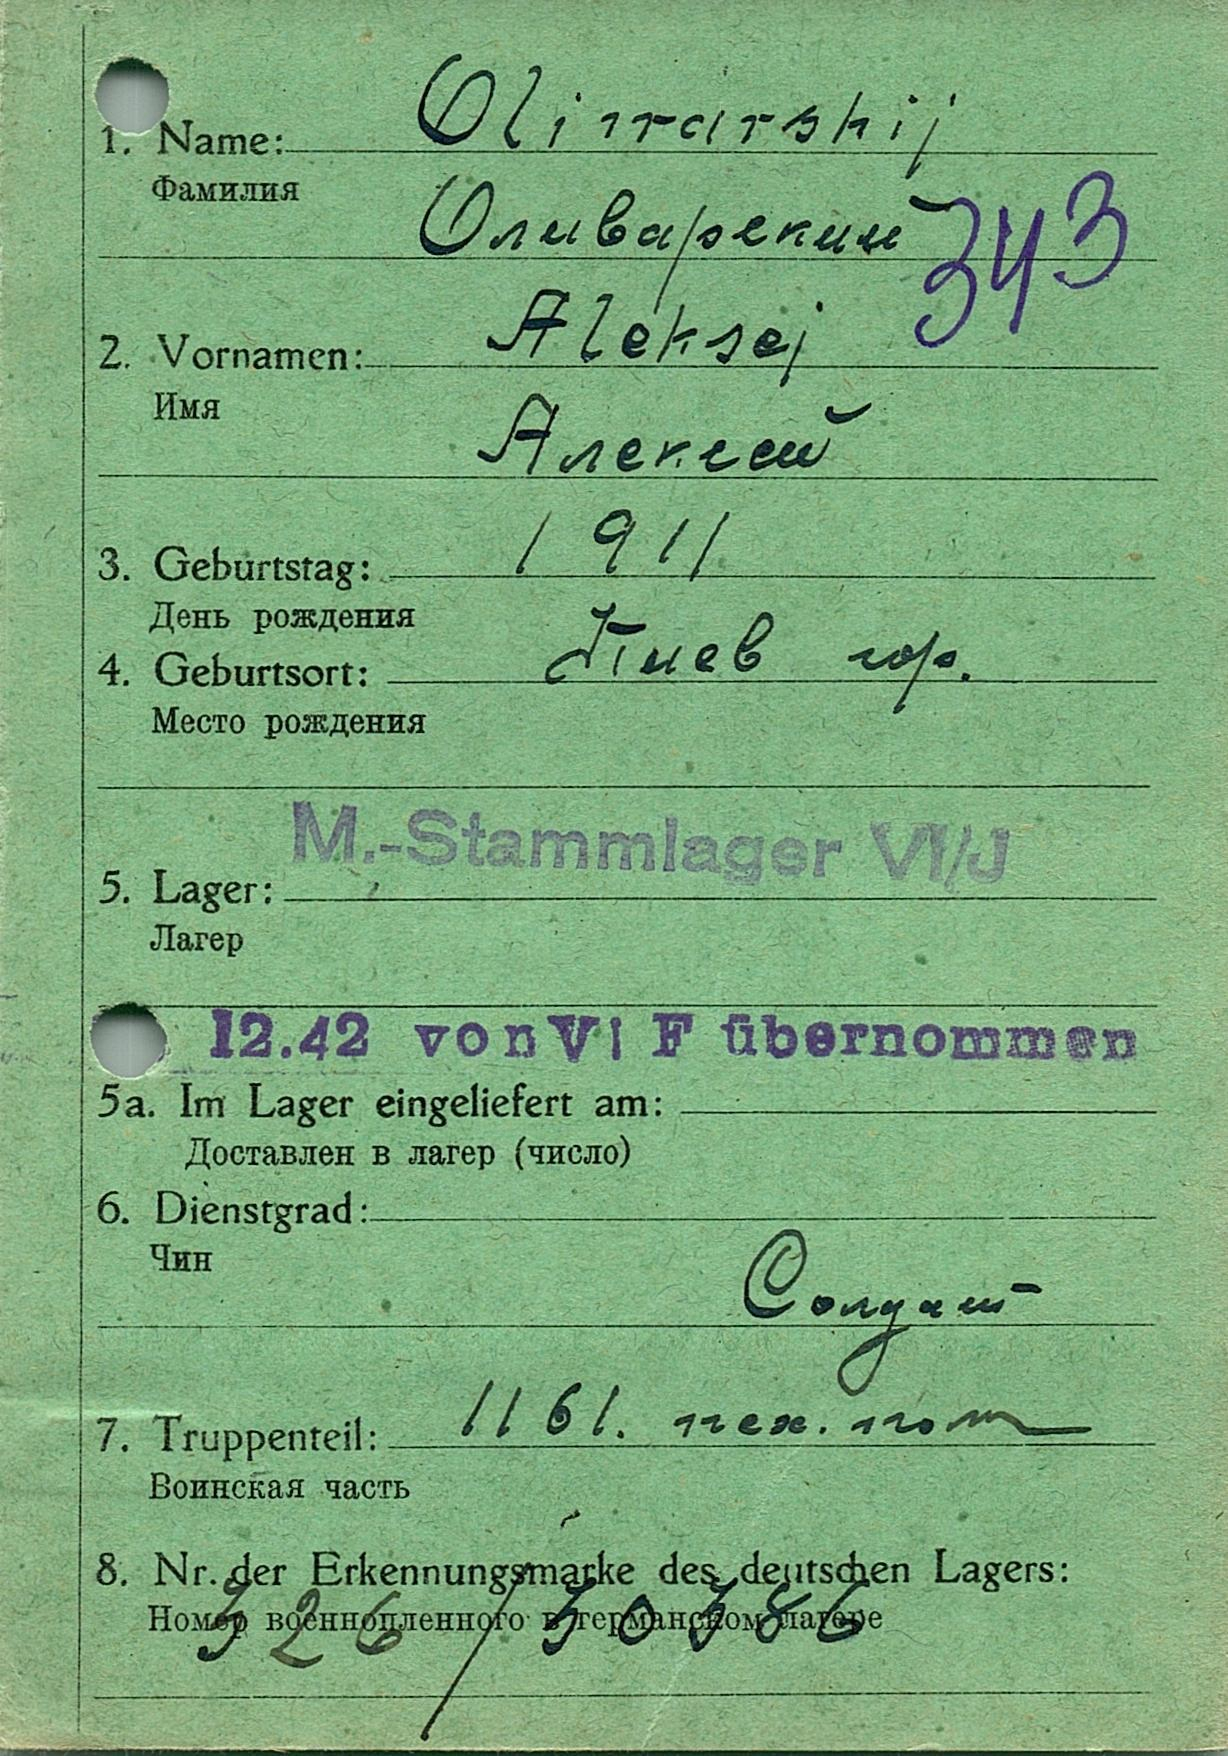 1. Name: Oliwarskij
Фамилия
Оливарский 343
2. Vornamen: Aleksej
Имя
Алексей
3. Geburtstag: 1911
День рождения
4. Geburtsort: Киев гор.
Место рождения
M.-Stammlager VI/J
5. Lager:
Лагер
12.42 von VI F übernommen
5a. Im Lager eingeliefert am:
Доставлен в лагер (число)
6. Dienstgrad:
Чин
Солдат
7. Truppenteil: 1161. пех. полк
Воинская часть
8. Nr. der Erkennungsmarke des deutschen Lagers:
Номер военнопленного в германском лагере
326/30386